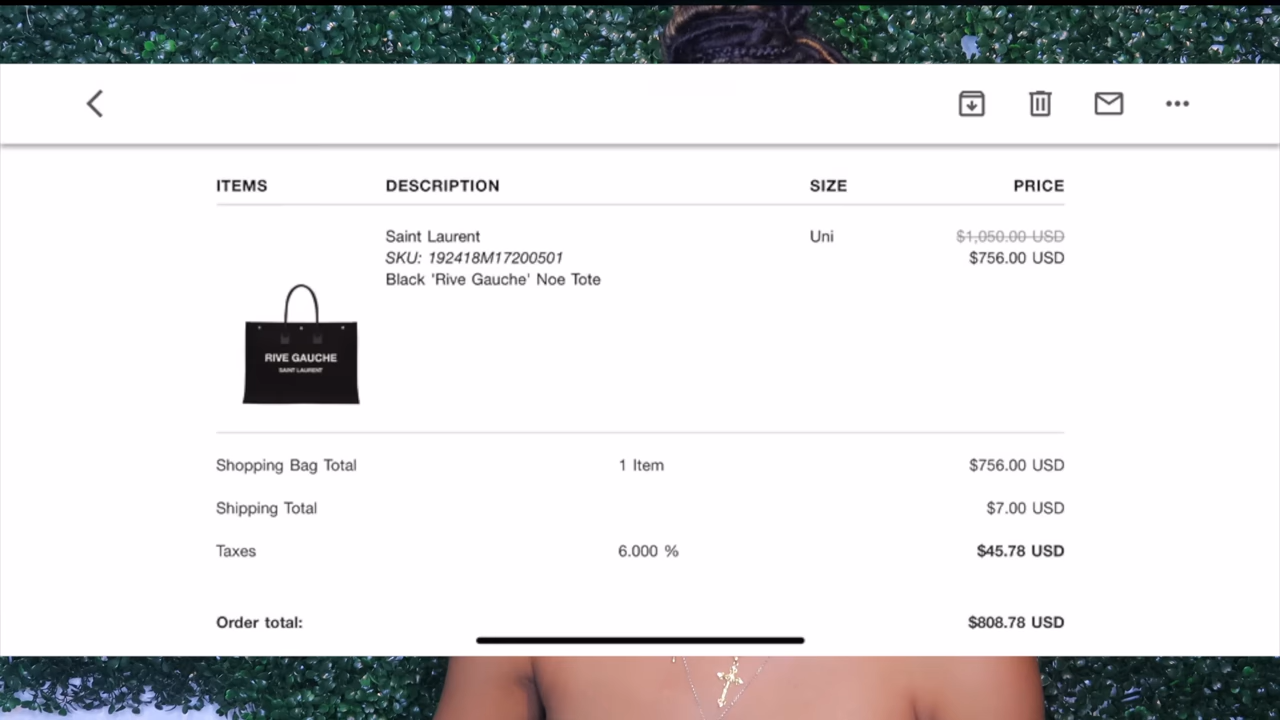 ITEMS DESCRIPTION SIZE PRICE
Saint Laurent Uni $1,050.00 USD
SKU: 192418M17200501 $756.00 USD
Black 'Rive Gauche' Noe Tote
RIVE GAUCHE
SAINT LAURENT
Shopping Bag Total 1 Item $756.00 USD
Shipping Total $7.00 USD
Taxes 6.000 % $45.78 USD
Order total: $808.78 USD